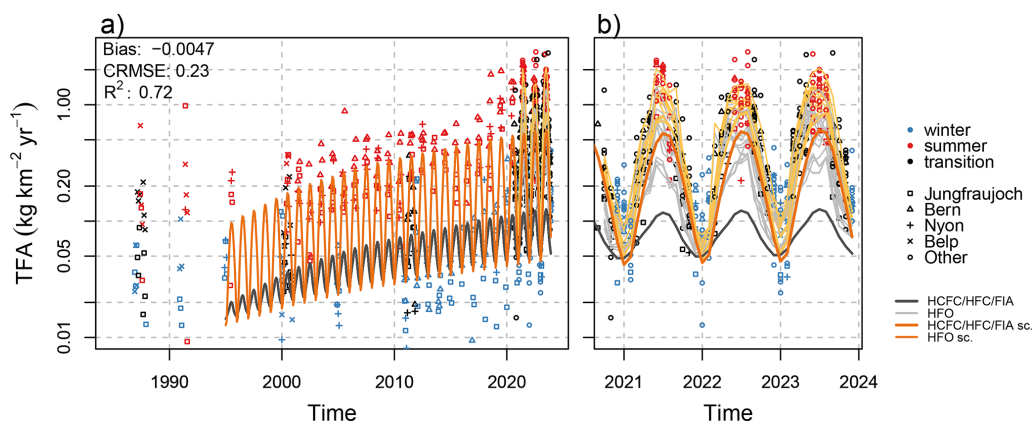 a)
Bias: −0.0047
CRMSE: 0.23
R²: 0.72
TFA (kg km⁻² yr⁻¹)
1.00
0.20
0.05
0.01
1990
2000
2010
2020
Time
b)
2021
2022
2023
2024
Time
winter
summer
transition
Jungfraujoch
Bern
Nyon
Belp
Other
HCFC/HFC/FIA
HFO
HCFC/HFC/FIA sc.
HFO sc.